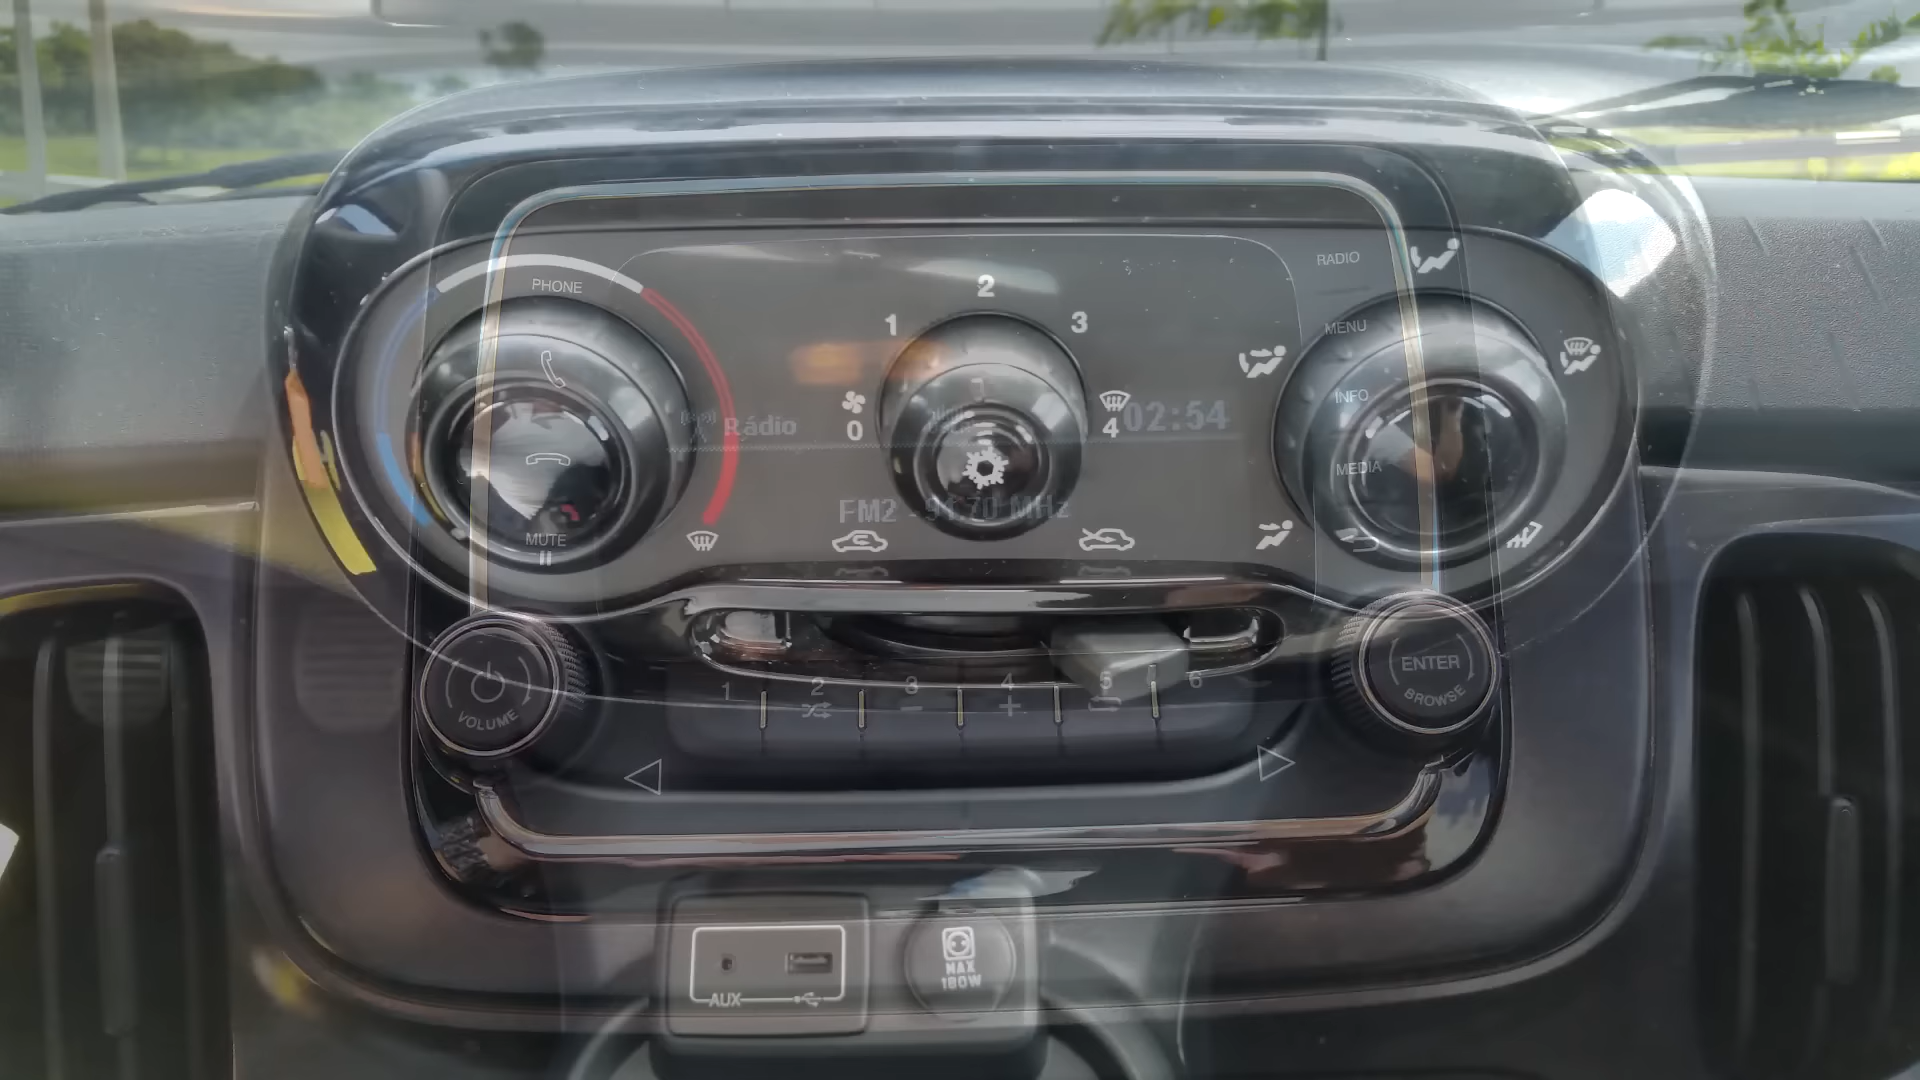 RADIO
PHONE
2
1
3
MENU
INFO
Rádio
0
4
02:54
MEDIA
FM2
MHz
MUTE
ENTER
BROWSE
VOLUME
1 2 3 4 5 6
MAX
180W
AUX